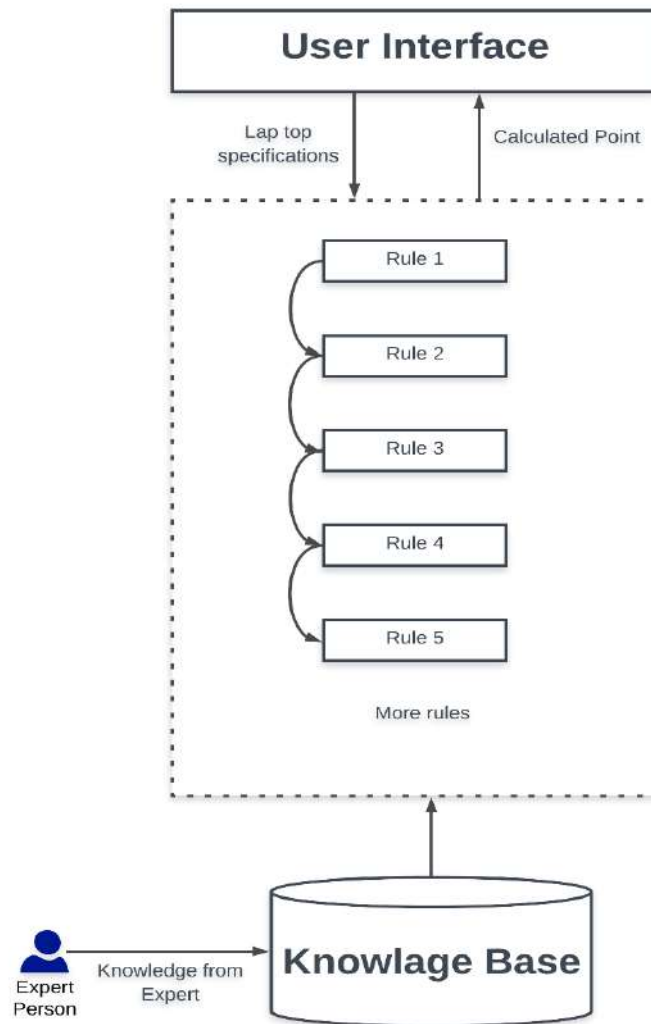 User Interface
Lap top
specifications
Calculated Point
Rule 1
Rule 2
Rule 3
Rule 4
Rule 5
More rules
Knowlage Base
Knowledge from
Expert
Expert
Person